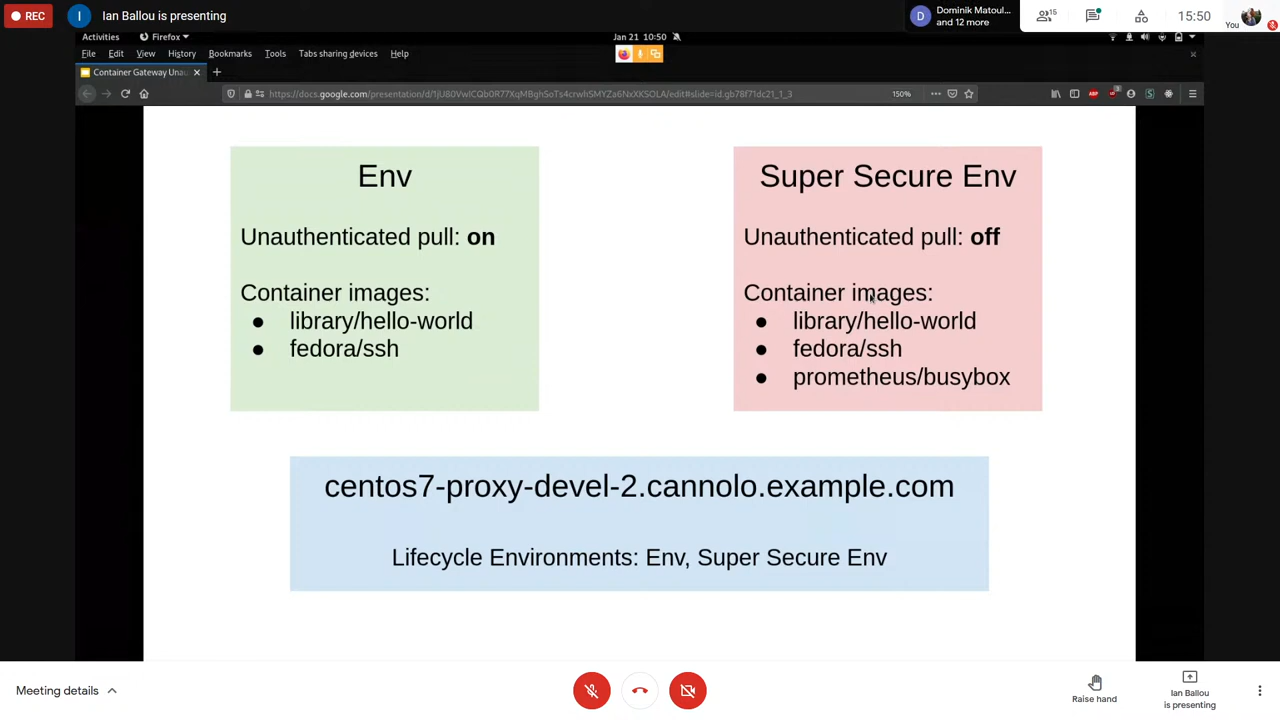 REC
I
Ian Ballou is presenting
D
Dominik Matoul...
and 12 more
15
15:50
You
Activities
Firefox
Jan 21 10:50
File Edit View History Bookmarks Tools Tabs sharing devices Help
Container Gateway Unau
150%
Env
Unauthenticated pull: on
Container images:
● library/hello-world
● fedora/ssh
Super Secure Env
Unauthenticated pull: off
Container images:
● library/hello-world
● fedora/ssh
● prometheus/busybox
centos7-proxy-devel-2.cannolo.example.com
Lifecycle Environments: Env, Super Secure Env
Meeting details
Raise hand
Ian Ballou
is presenting